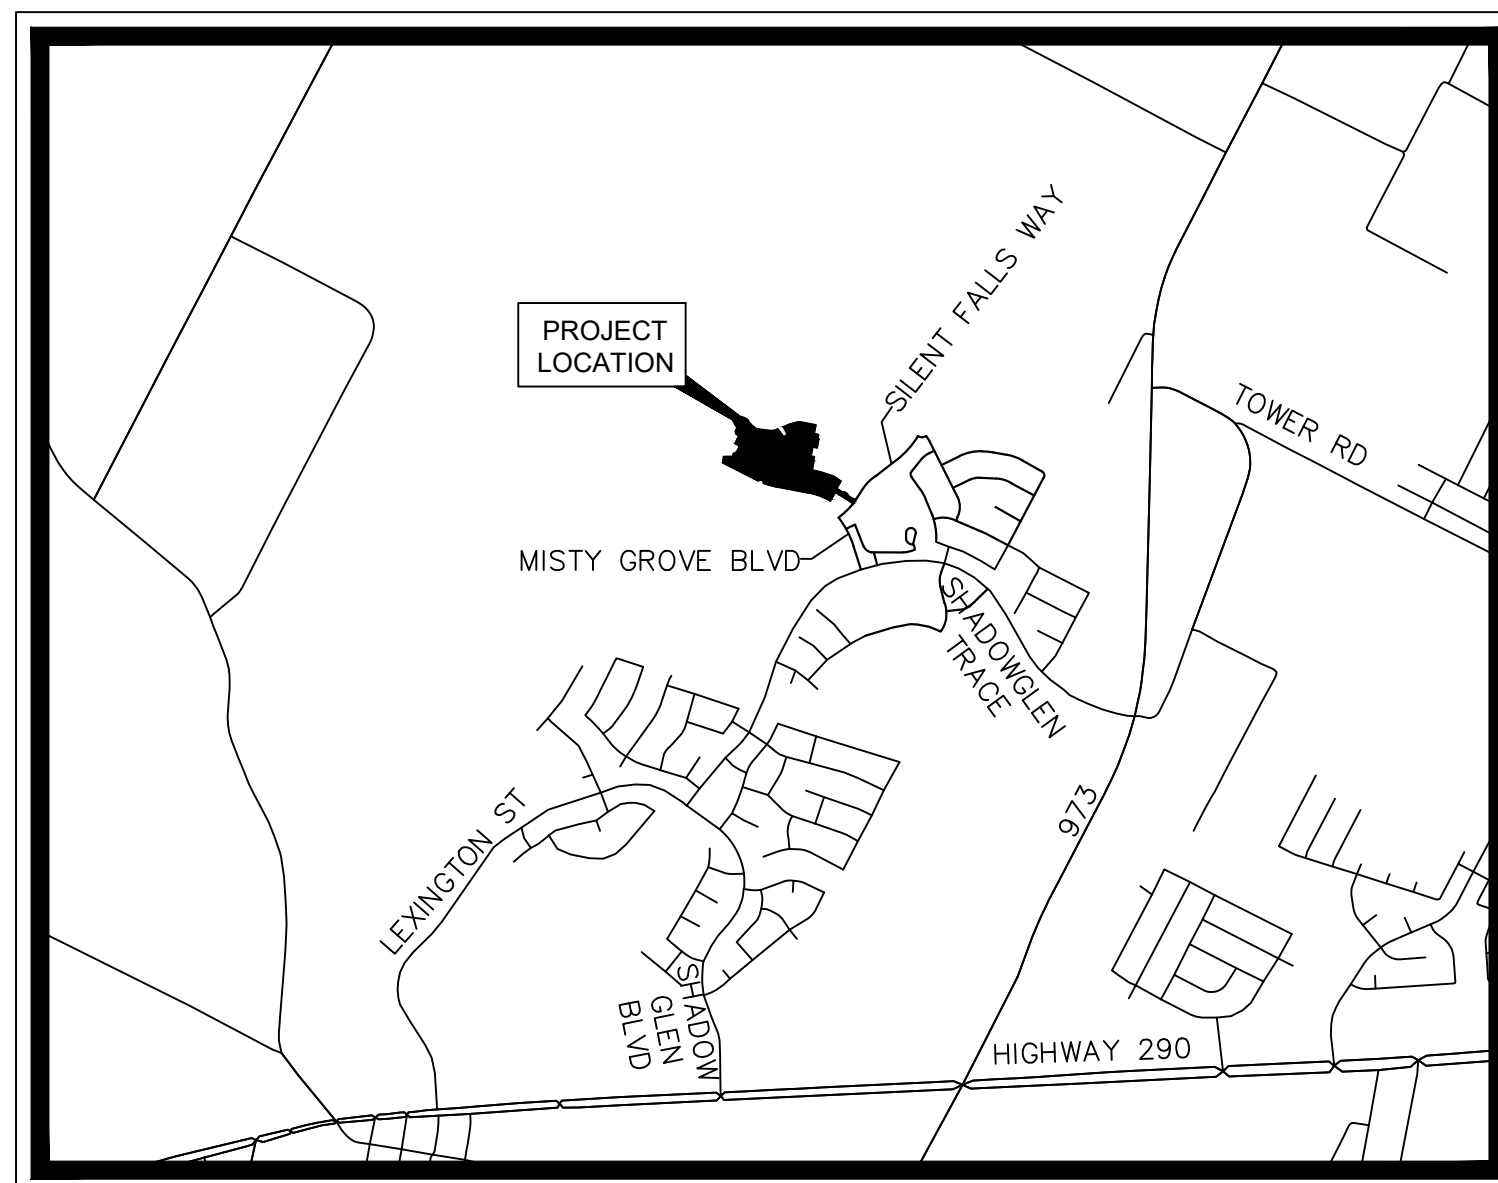 SILENT FALLS WAY
PROJECT
LOCATION
TOWER RD
MISTY GROVE BLVD
SHADOWGLEN
TRACE
973
LEXINGTON ST
SHADOW
GLEN
BLVD
HIGHWAY 290